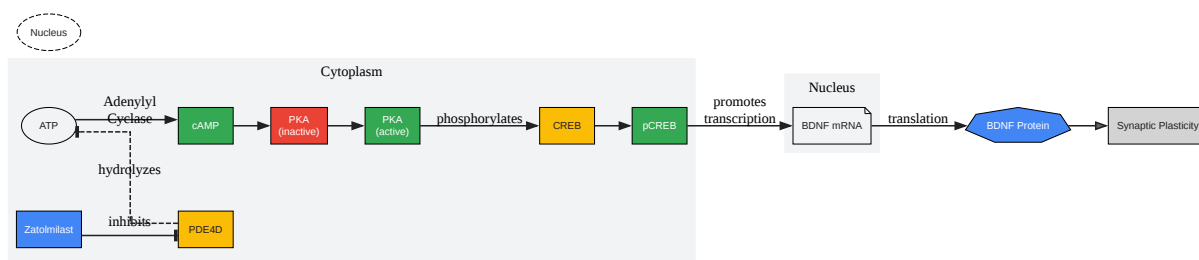 Nucleus
Cytoplasm
Nucleus
Adenylyl
Cyclase
promotes
transcription
ATP
cAMP
PKA
(inactive)
PKA
(active)
phosphorylates
CREB
pCREB
BDNF mRNA
translation
BDNF Protein
Synaptic Plasticity
hydrolyzes
Zatolmilast
inhibits
PDE4D